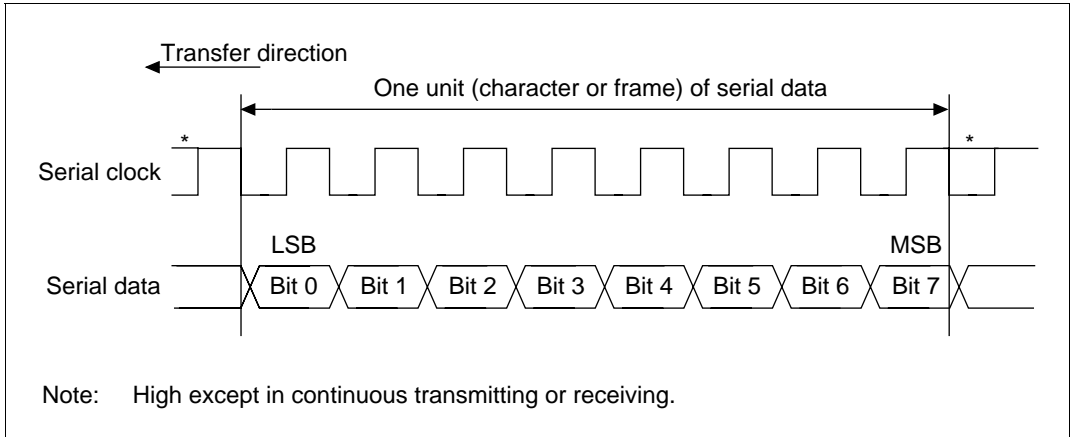 Transfer direction
One unit (character or frame) of serial data
* *
Serial clock
LSB MSB
Serial data Bit 0 Bit 1 Bit 2 Bit 3 Bit 4 Bit 5 Bit 6 Bit 7
Note: High except in continuous transmitting or receiving.